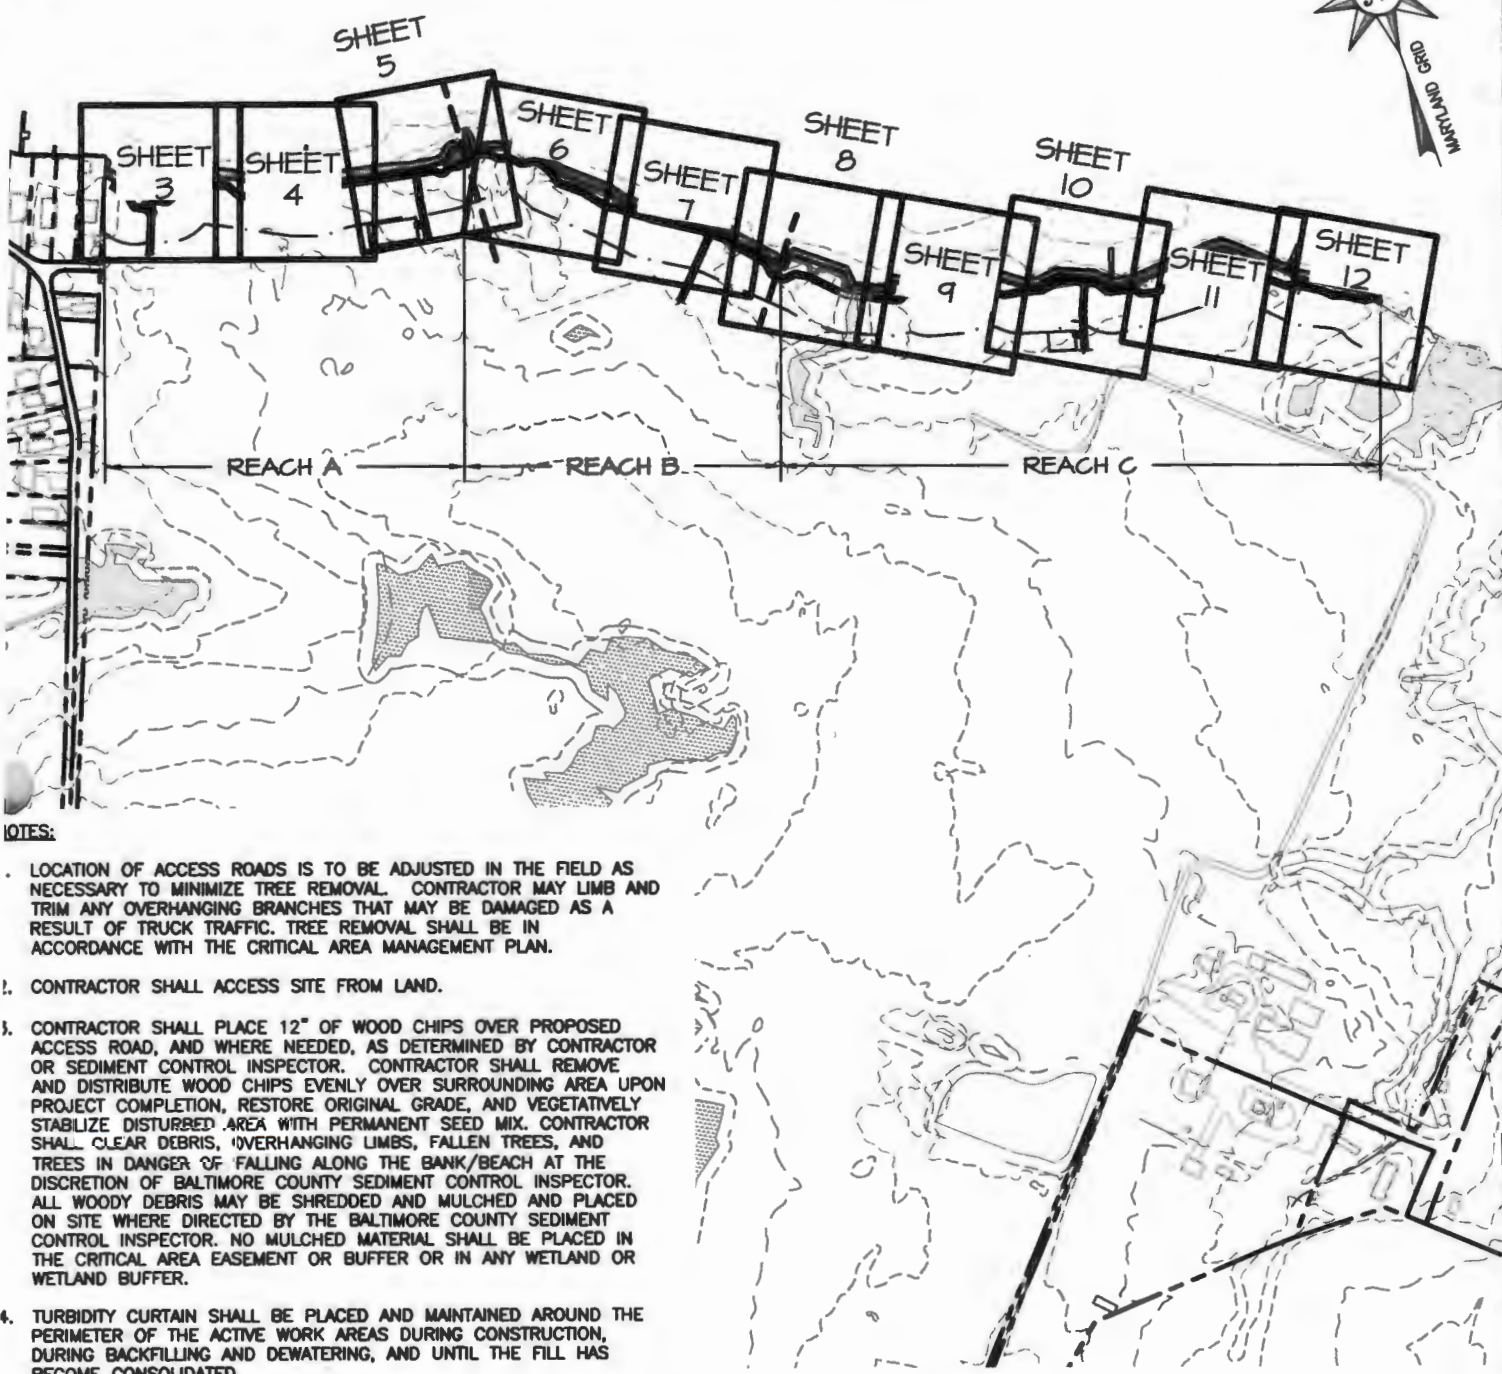 SHEET
5
SHEET
3
SHEET
4
SHEET
6
SHEET
7
SHEET
8
SHEET
9
SHEET
10
SHEET
11
SHEET
12
MARYLAND GRID
REACH A
REACH B
REACH C
NOTES:
LOCATION OF ACCESS ROADS IS TO BE ADJUSTED IN THE FIELD AS
NECESSARY TO MINIMIZE TREE REMOVAL. CONTRACTOR MAY LIMB AND
TRIM ANY OVERHANGING BRANCHES THAT MAY BE DAMAGED AS A
RESULT OF TRUCK TRAFFIC. TREE REMOVAL SHALL BE IN
ACCORDANCE WITH THE CRITICAL AREA MANAGEMENT PLAN.
2. CONTRACTOR SHALL ACCESS SITE FROM LAND.
3. CONTRACTOR SHALL PLACE 12" OF WOOD CHIPS OVER PROPOSED
ACCESS ROAD, AND WHERE NEEDED, AS DETERMINED BY CONTRACTOR
OR SEDIMENT CONTROL INSPECTOR. CONTRACTOR SHALL REMOVE
AND DISTRIBUTE WOOD CHIPS EVENLY OVER SURROUNDING AREA UPON
PROJECT COMPLETION, RESTORE ORIGINAL GRADE, AND VEGETATIVELY
STABILIZE DISTURBED AREA WITH PERMANENT SEED MIX. CONTRACTOR
SHALL CLEAR DEBRIS, OVERHANGING LIMBS, FALLEN TREES, AND
TREES IN DANGER OF FALLING ALONG THE BANK/BEACH AT THE
DISCRETION OF BALTIMORE COUNTY SEDIMENT CONTROL INSPECTOR.
ALL WOODY DEBRIS MAY BE SHREDDED AND MULCHED AND PLACED
ON SITE WHERE DIRECTED BY THE BALTIMORE COUNTY SEDIMENT
CONTROL INSPECTOR. NO MULCHED MATERIAL SHALL BE PLACED IN
THE CRITICAL AREA EASEMENT OR BUFFER OR IN ANY WETLAND OR
WETLAND BUFFER.
4. TURBIDITY CURTAIN SHALL BE PLACED AND MAINTAINED AROUND THE
PERIMETER OF THE ACTIVE WORK AREAS DURING CONSTRUCTION,
DURING BACKFILLING AND DEWATERING, AND UNTIL THE FILL HAS
BECOME CONSOLIDATED